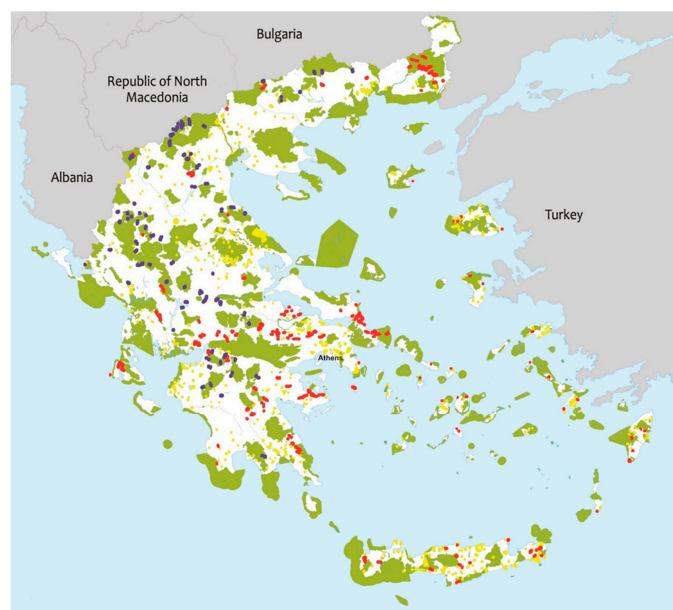 Bulgaria
Republic of North
Macedonia
Albania
Turkey
Athens